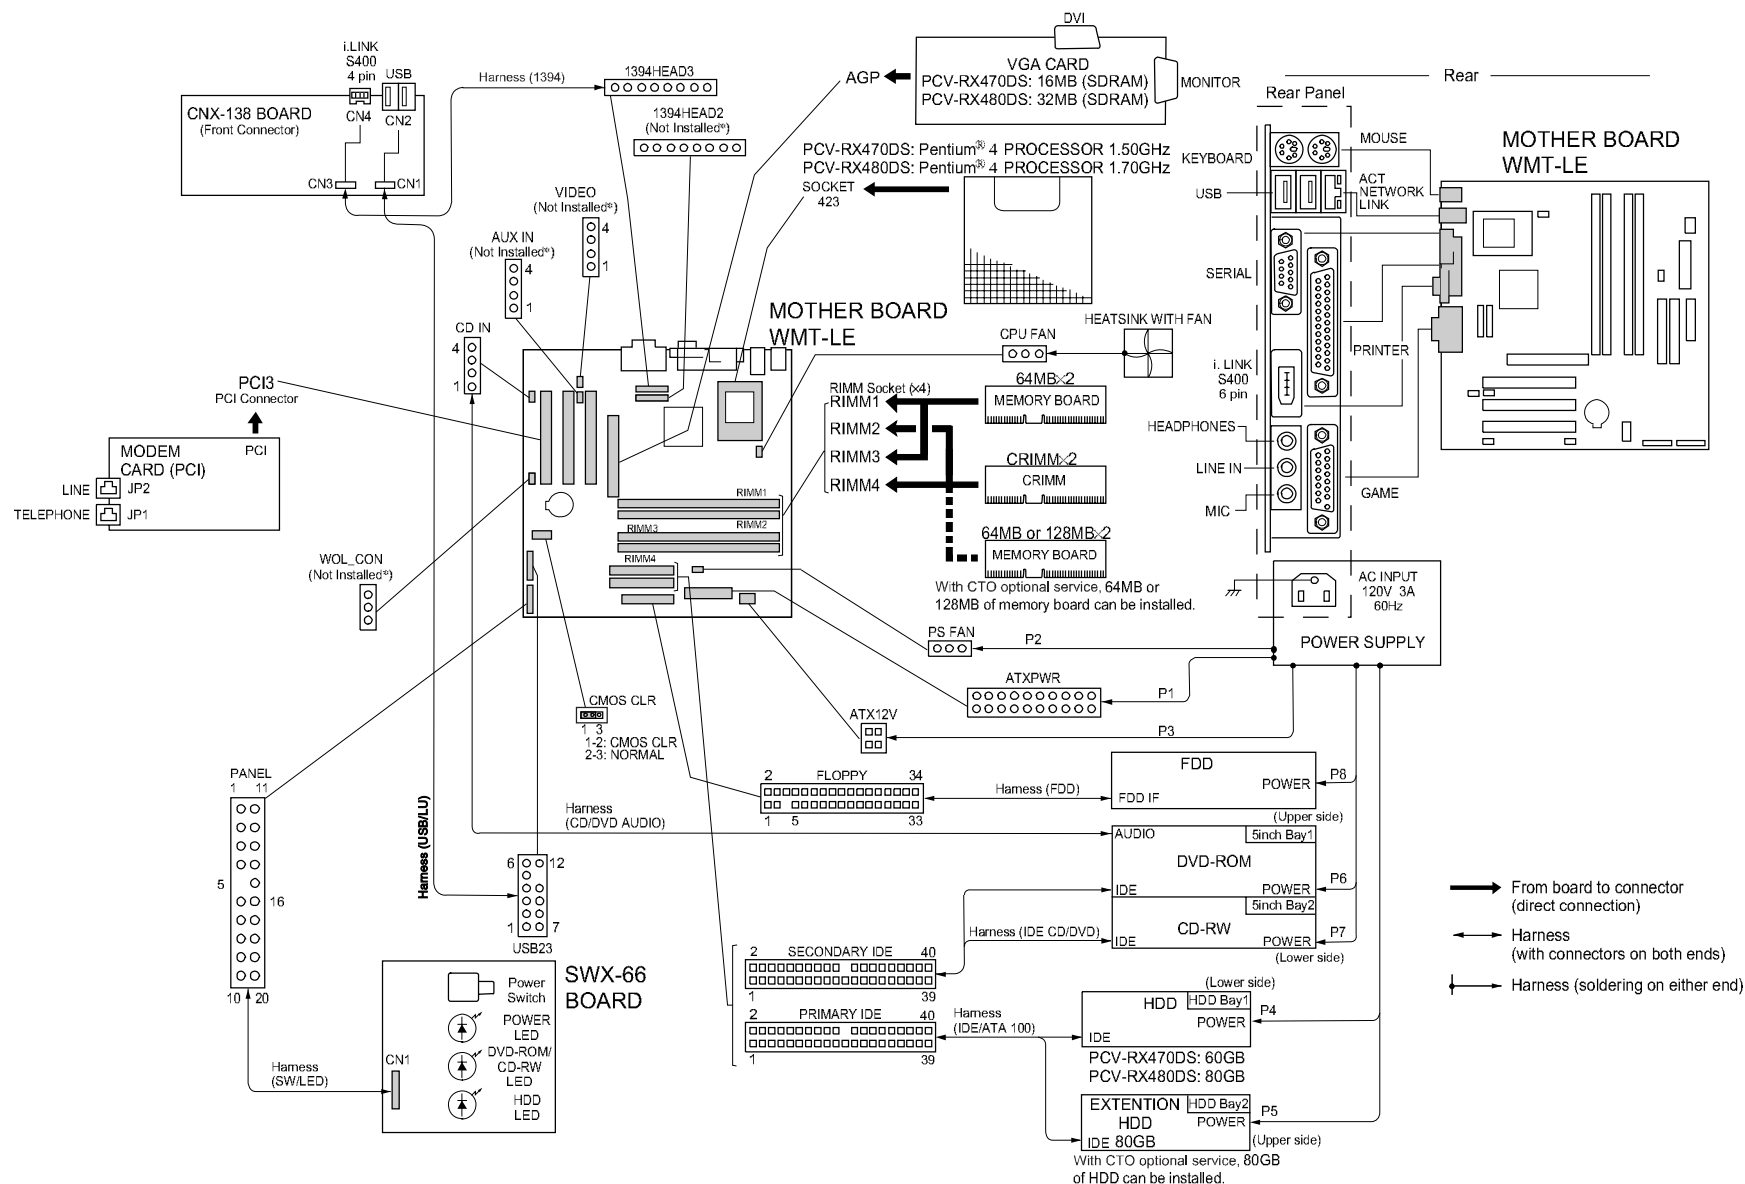 DVI
VGA CARD
PCV-RX470DS: 16MB (SDRAM)
PCV-RX480DS: 32MB (SDRAM)
MONITOR
AGP
i.LINK
S400
4 pin
USB
CNX-138 BOARD
(Front Connector)
CN4
CN2
CN3
CN1
Harness (1394)
1394HEAD3
1394HEAD2
(Not Installed*)
PCV-RX470DS: Pentium® 4 PROCESSOR 1.50GHz
PCV-RX480DS: Pentium® 4 PROCESSOR 1.70GHz
SOCKET
423
VIDEO
(Not Installed*)
4
1
AUX IN
(Not Installed*)
4
1
CD IN
4
1
MOTHER BOARD
WMT-LE
CPU FAN
HEATSINK WITH FAN
PCI3
PCI Connector
MODEM
CARD (PCI)
PCI
LINE
JP2
TELEPHONE
JP1
WOL_CON
(Not Installed*)
RIMM Socket (×4)
RIMM1
RIMM2
RIMM3
RIMM4
64MB×2
MEMORY BOARD
CRIMM×2
CRIMM
64MB or 128MB×2
MEMORY BOARD
With CTO optional service, 64MB or
128MB of memory board can be installed.
RIMM1
RIMM2
RIMM3
RIMM4
Rear
Rear Panel
KEYBOARD
MOUSE
USB
ACT
NETWORK
LINK
SERIAL
PRINTER
i. LINK
S400
6 pin
HEADPHONES
LINE IN
MIC
GAME
MOTHER BOARD
WMT-LE
AC INPUT
120V 3A
60Hz
POWER SUPPLY
PS FAN
P2
ATXPWR
P1
ATX12V
P3
CMOS CLR
1 3
1-2: CMOS CLR
2-3: NORMAL
PANEL
1 11
5
16
10 20
Harness (USB/LU)
Harness
(CD/DVD AUDIO)
2 FLOPPY 34
1 5 33
Harness (FDD)
FDD
POWER
FDD IF
P8
(Upper side)
AUDIO
5inch Bay1
DVD-ROM
IDE
POWER
P6
5inch Bay2
CD-RW
IDE
POWER
P7
(Lower side)
6 12
1 7
USB23
Harness (IDE CD/DVD)
2 SECONDARY IDE 40
1 39
2 PRIMARY IDE 40
1 39
Harness
(IDE/ATA 100)
(Lower side)
HDD
HDD Bay1
POWER
IDE
P4
PCV-RX470DS: 60GB
PCV-RX480DS: 80GB
EXTENTION
HDD
HDD Bay2
POWER
IDE 80GB
P5
(Upper side)
With CTO optional service, 80GB
of HDD can be installed.
SWX-66
BOARD
Power
Switch
POWER
LED
DVD-ROM/
CD-RW
LED
HDD
LED
CN1
Harness
(SW/LED)
From board to connector
(direct connection)
Harness
(with connectors on both ends)
Harness (soldering on either end)